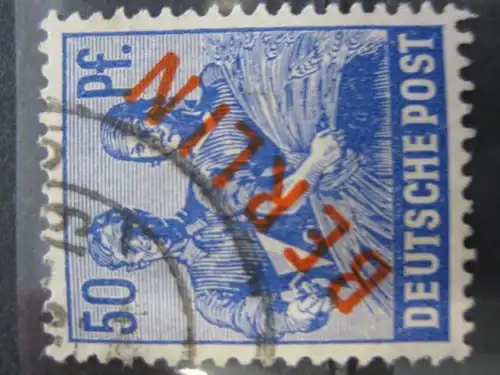 50 Pf.
BERLIN
DEUTSCHE POST